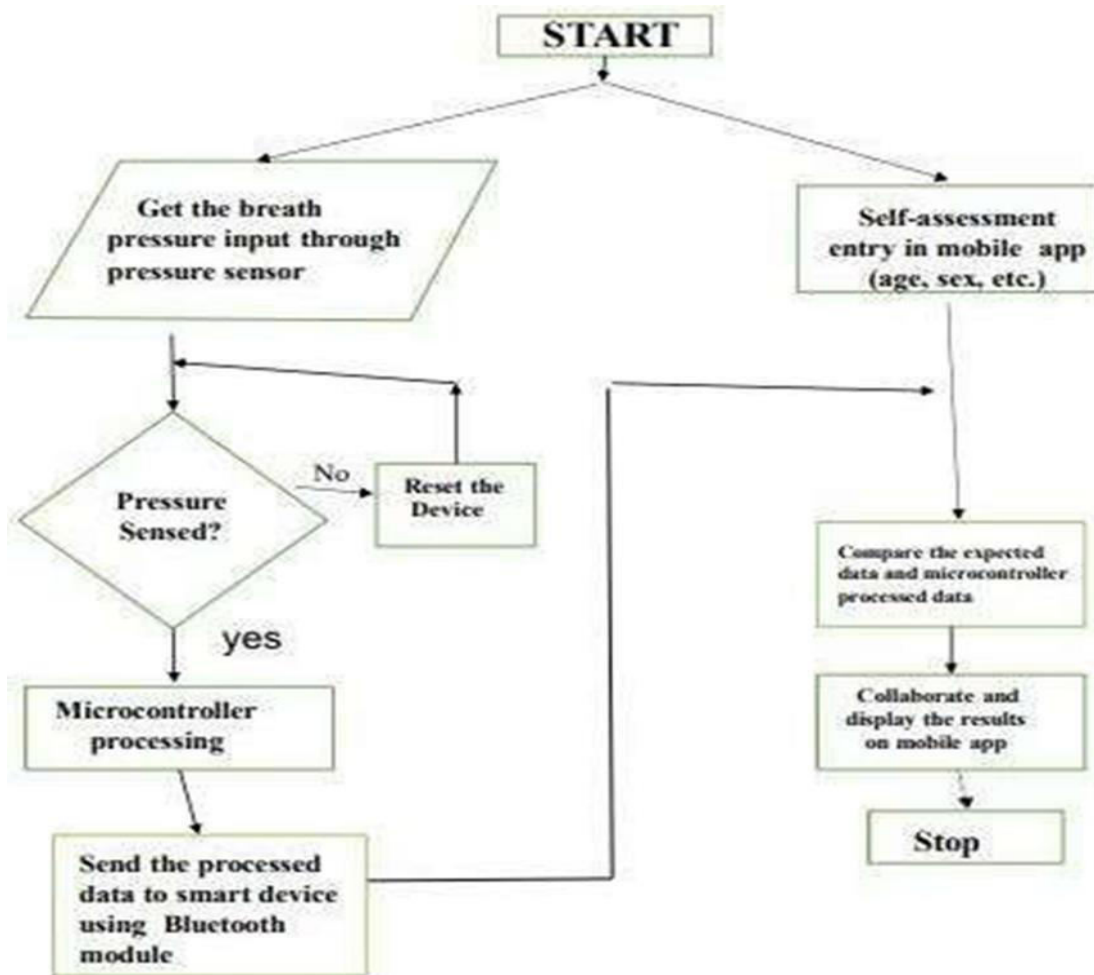 START
Get the breath
pressure input through
pressure sensor
Self-assessment
entry in mobile app
(age, sex, etc.)
No
Reset the
Device
Pressure
Sensed?
yes
Compare the expected
data and microcontroller
processed data
Microcontroller
processing
Collaborate and
display the results
on mobile app
Stop
Send the processed
data to smart device
using Bluetooth
module